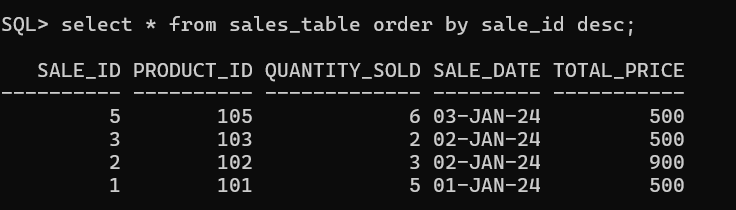 SQL> select * from sales_table order by sale_id desc;
SALE_ID PRODUCT_ID QUANTITY_SOLD SALE_DATE TOTAL_PRICE
---------- ---------- ------------- --------- -----------
5 105 6 03-JAN-24 500
3 103 2 02-JAN-24 500
2 102 3 02-JAN-24 900
1 101 5 01-JAN-24 500